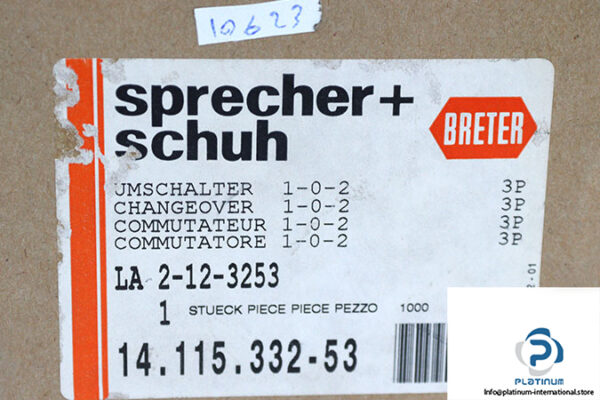 10623
sprecher+
schuh
BRETER
UMSCHALTER 1-0-2 3P
CHANGEOVER 1-0-2 3P
COMMUTATEUR 1-0-2 3P
COMMUTATORE 1-0-2 3P
LA 2-12-3253
1 STUECK PIECE PIECE PEZZO 1000
14.115.332-53
PLATINUM
Info@platinum-international.store